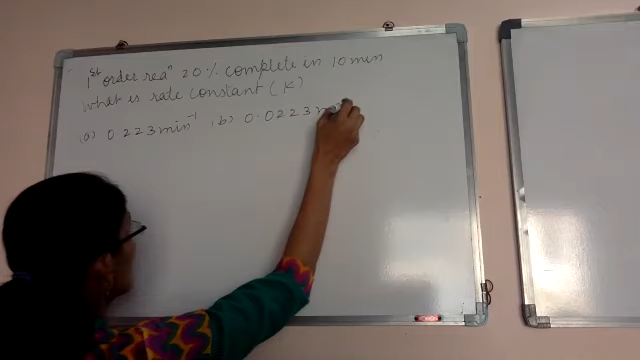 1st order rean 20% complete in 10 min
what is rate constant (K)
(a) 0.223 min-1 (b) 0.0223 m